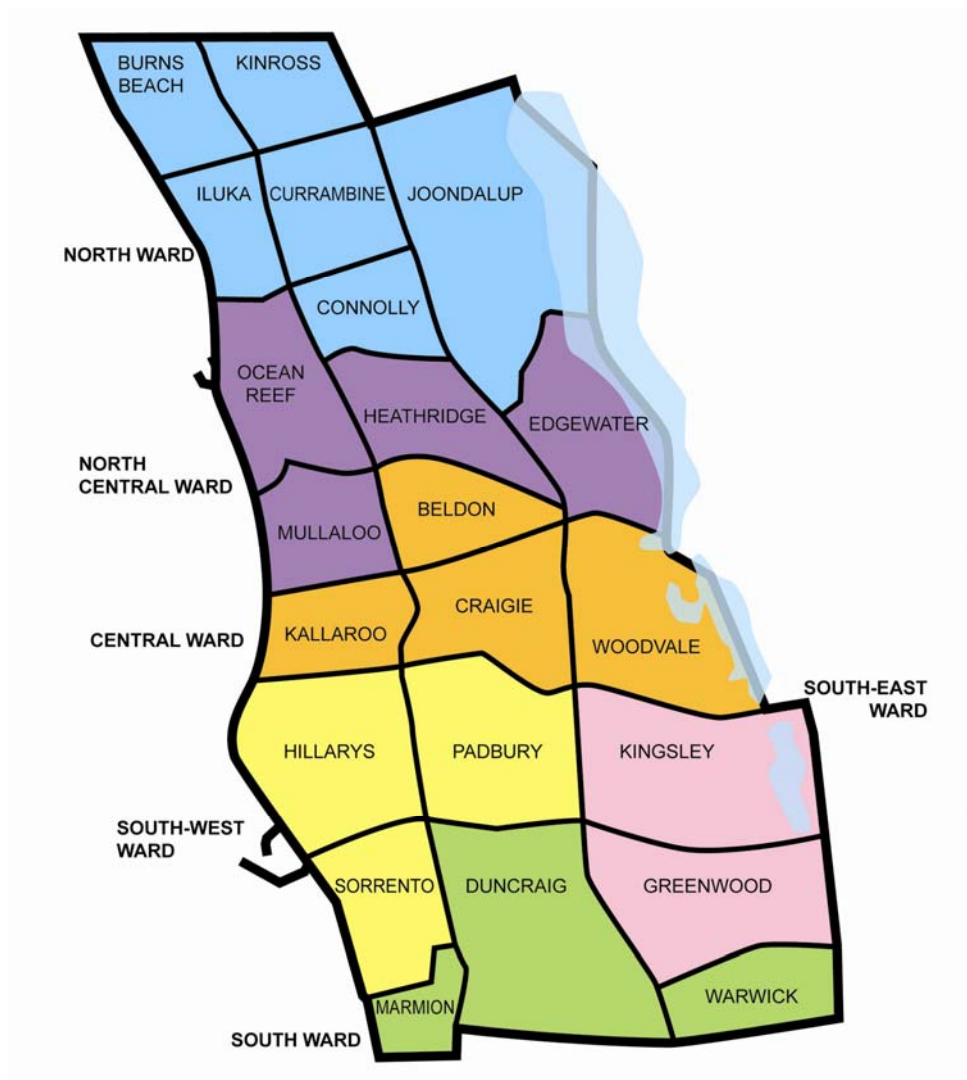 BURNS
BEACH
KINROSS
ILUKA
CURRAMBINE
JOONDALUP
NORTH WARD
CONNOLLY
OCEAN
REEF
HEATHRIDGE
EDGEWATER
NORTH
CENTRAL WARD
BELDON
MULLALOO
CRAIGIE
KALLAROO
CENTRAL WARD
WOODVALE
SOUTH-EAST
WARD
HILLARYS
PADBURY
KINGSLEY
SOUTH-WEST
WARD
SORRENTO
DUNCRAIG
GREENWOOD
WARWICK
MARMION
SOUTH WARD